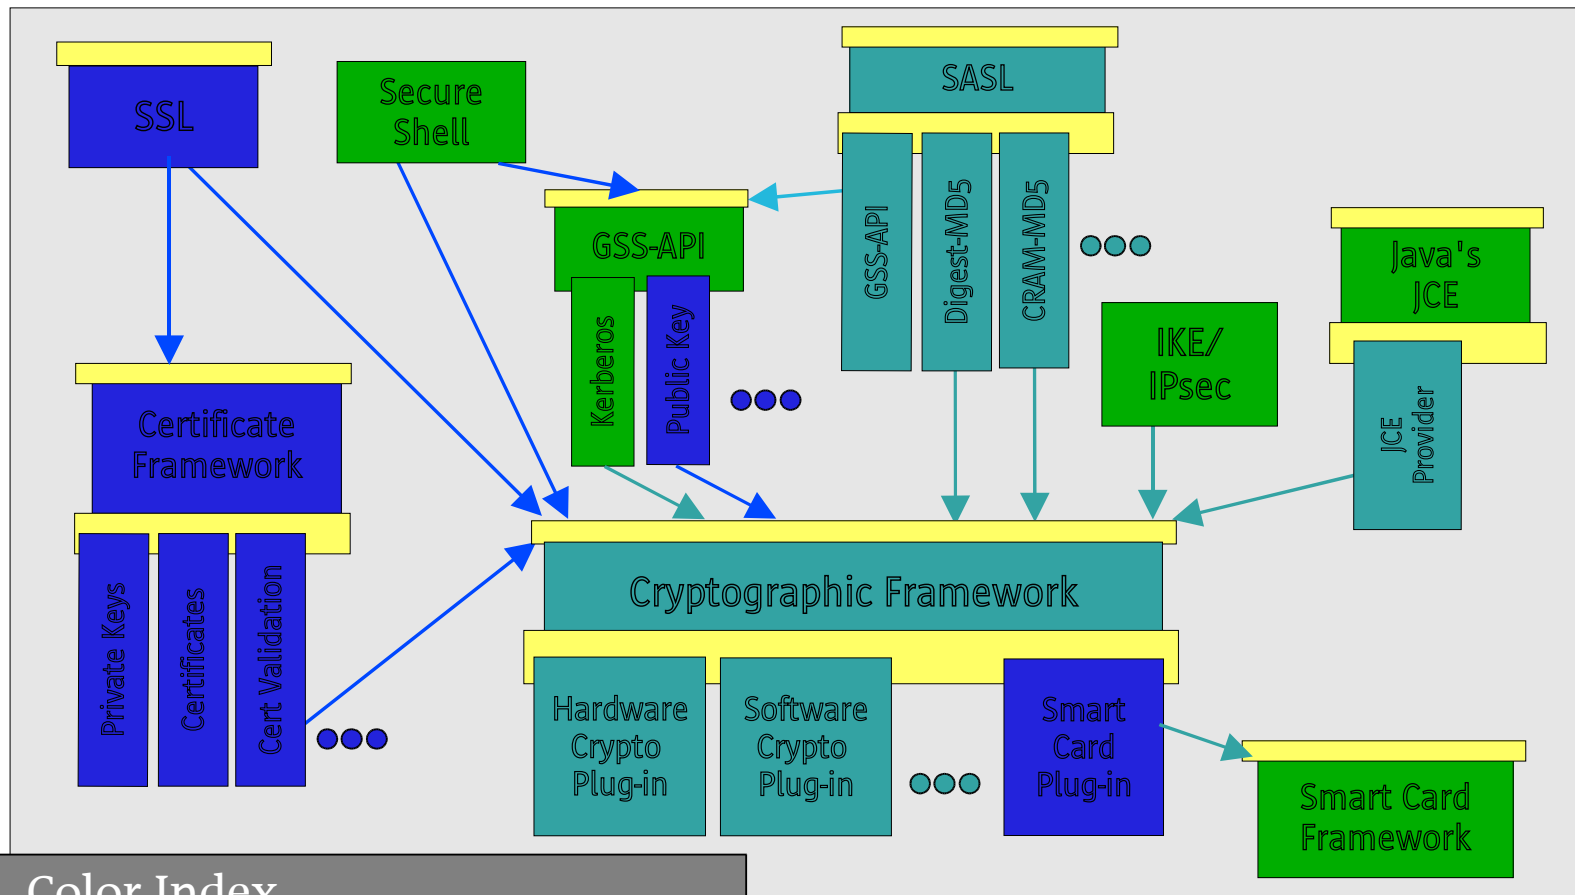 SSL
Secure
Shell
SASL
GSS-API
Kerberos
Public Key
GSS-API
Digest-MD5
CRAM-MD5
IKE/
IPsec
Java's
JCE
JCE
Provider
Certificate
Framework
Private Keys
Certificates
Cert Validation
Cryptographic Framework
Hardware
Crypto
Plug-in
Software
Crypto
Plug-in
Smart
Card
Plug-in
Smart Card
Framework
Color Index